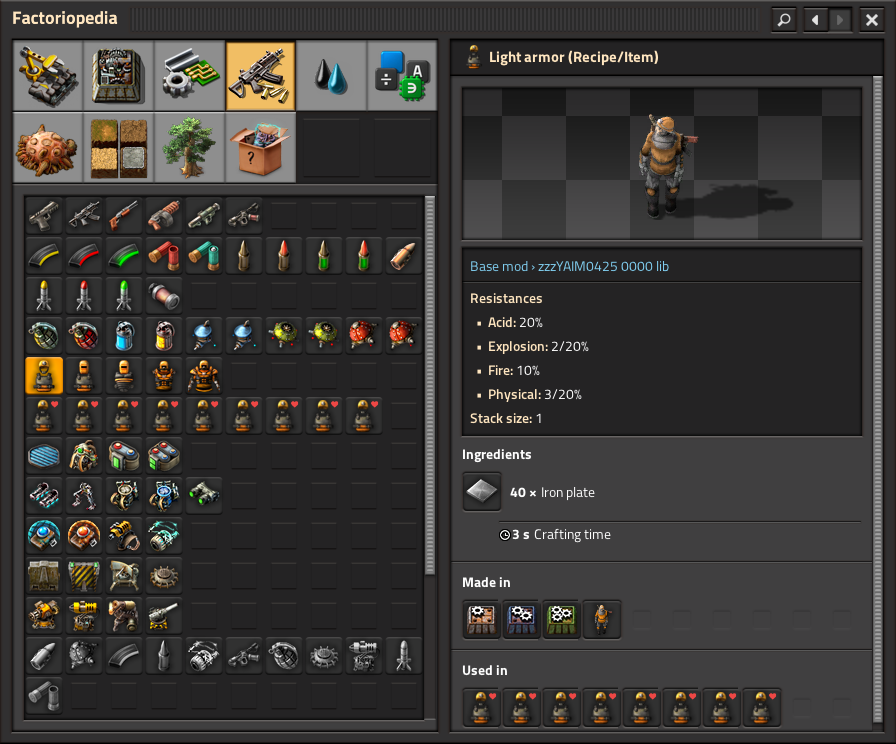 Factoriopedia
Light armor (Recipe/Item)
Base mod › zzzYAIM0425 0000 lib
Resistances
▪ Acid: 20%
▪ Explosion: 2/20%
▪ Fire: 10%
▪ Physical: 3/20%
Stack size: 1
Ingredients
40 × Iron plate
3 s Crafting time
Made in
Used in